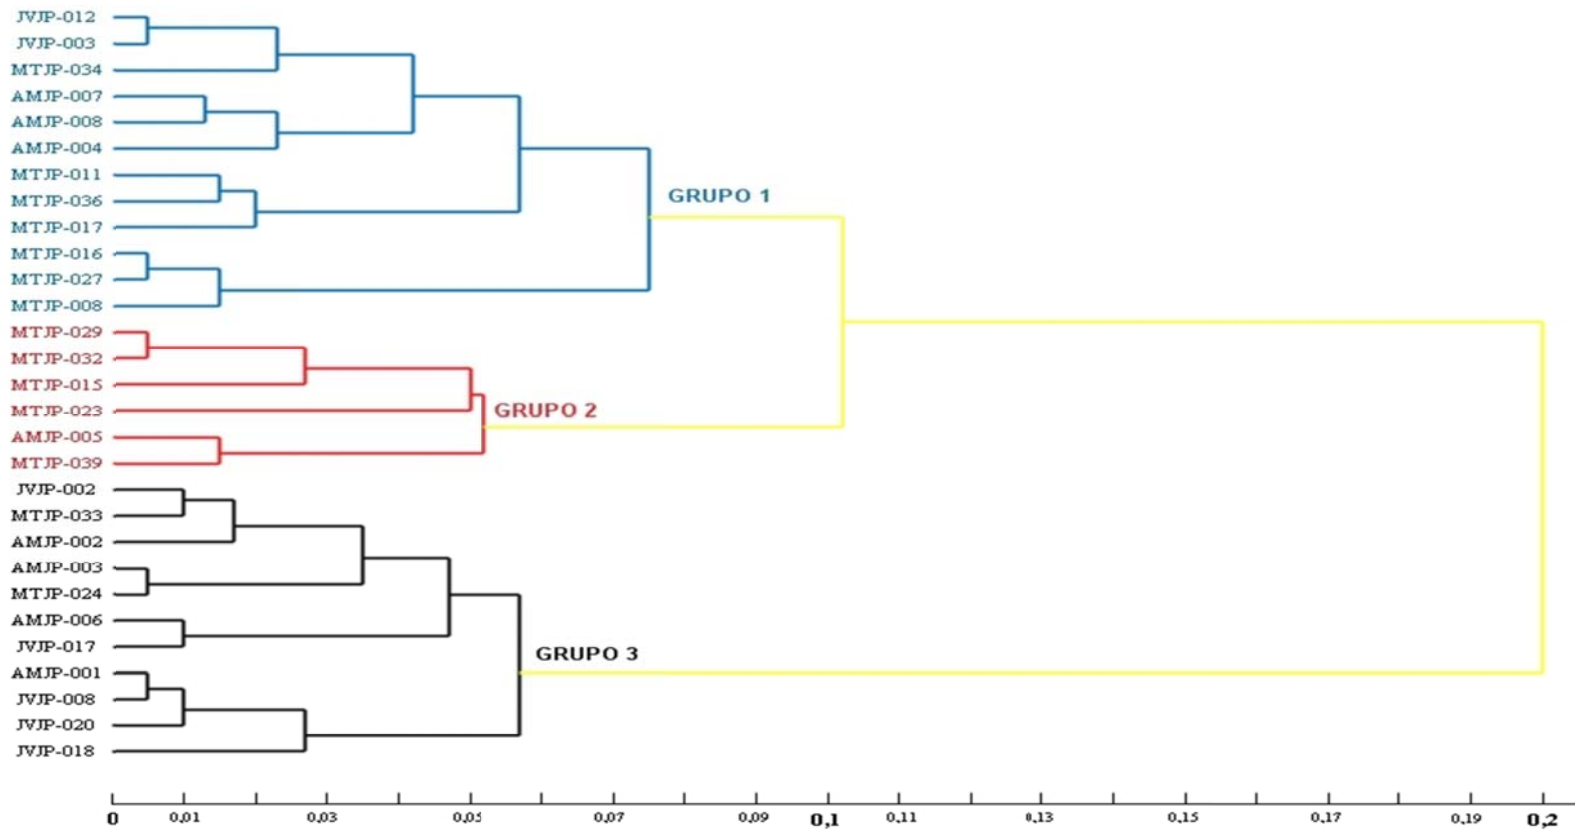 JVJP-012
JVJP-003
MTJP-034
AMJP-007
AMJP-008
AMJP-004
MTJP-011
MTJP-036
GRUPO 1
MTJP-017
MTJP-016
MTJP-027
MTJP-008
MTJP-029
MTJP-032
MTJP-015
MTJP-023
GRUPO 2
AMJP-005
MTJP-039
JVJP-002
MTJP-033
AMJP-002
AMJP-003
MTJP-024
AMJP-006
JVJP-017
GRUPO 3
AMJP-001
JVJP-008
JVJP-020
JVJP-018
0 0,01 0,03 0,05 0,07 0,09 0,1 0,11 0,13 0,15 0,17 0,19 0,2